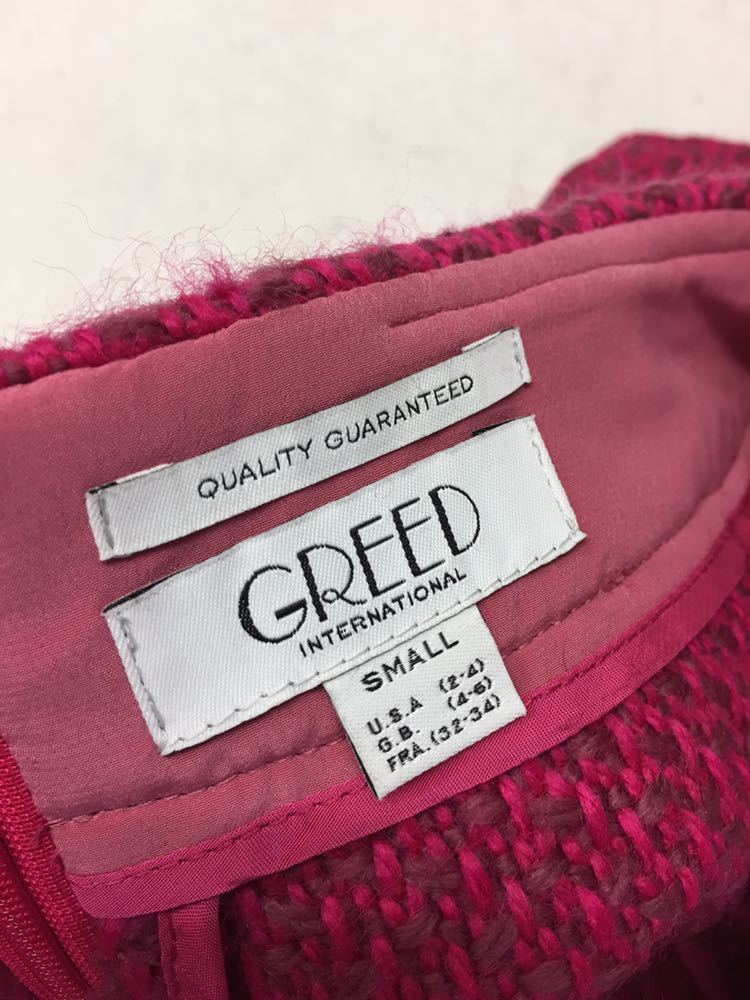 QUALITY GUARANTEED
GREED
INTERNATIONAL
SMALL
U.S.A (2-4)
G.B. (4-6)
FRA.(32-34)